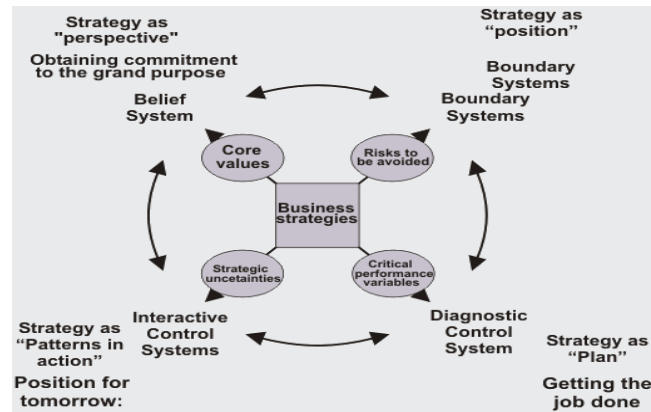 Strategy as
"perspective"
Obtaining commitment
to the grand purpose
Belief
System
Strategy as
“position”
Boundary
Systems
Boundary
Systems
Core
values
Risks to
be avoided
Business
strategies
Strategic
uncetainties
Critical
performance
variables
Strategy as
“Patterns in
action”
Position for
tomorrow:
Interactive
Control
Systems
Diagnostic
Control
System
Strategy as
“Plan”
Getting the
job done